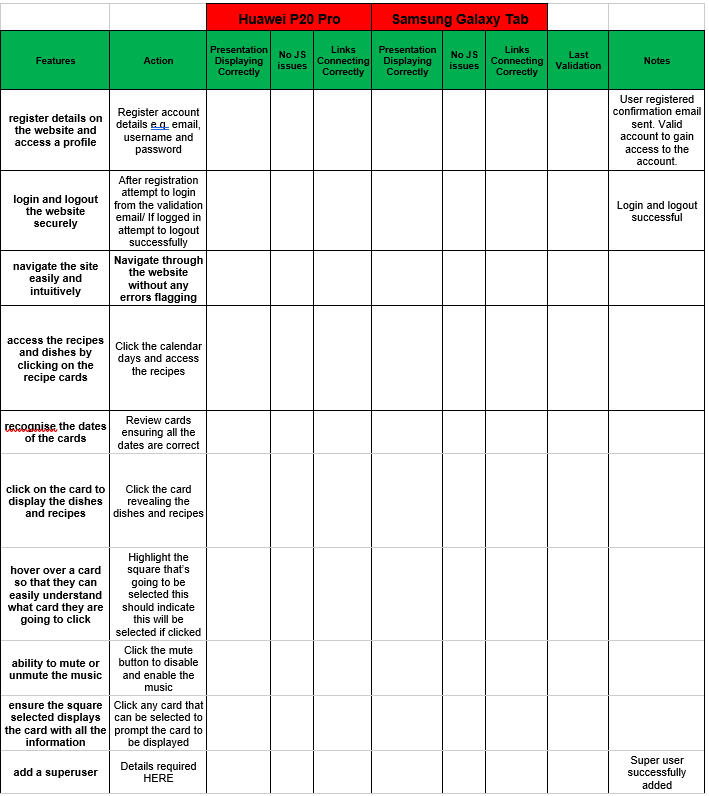 Huawei P20 Pro
Samsung Galaxy Tab
Features
Action
Presentation
Displaying
Correctly
No JS
issues
Links
Connecting
Correctly
Presentation
Displaying
Correctly
No JS
issues
Links
Connecting
Correctly
Last
Validation
Notes
register details on
the website and
access a profile
Register account
details e.g. email,
username and
password
User registered
confirmation email
sent. Valid
account to gain
access to the
account.
login and logout
the website
securely
After registration
attempt to login
from the validation
email/ If logged in
attempt to logout
successfully
Login and logout
successful
navigate the site
easily and
intuitively
Navigate through
the website
without any
errors flagging
access the recipes
and dishes by
clicking on the
recipe cards
Click the calendar
days and access
the recipes
recognise the dates
of the cards
Review cards
ensuring all the
dates are correct
click on the card to
display the dishes
and recipes
Click the card
revealing the
dishes and recipes
hover over a card
so that they can
easily understand
what card they are
going to click
Highlight the
square that's
going to be
selected this
should indicate
this will be
selected if clicked
ability to mute or
unmute the music
Click the mute
button to disable
and enable the
music
ensure the square
selected displays
the card with all the
information
Click any card that
can be selected to
prompt the card to
be displayed
add a superuser
Details required
HERE
Super user
successfully
added